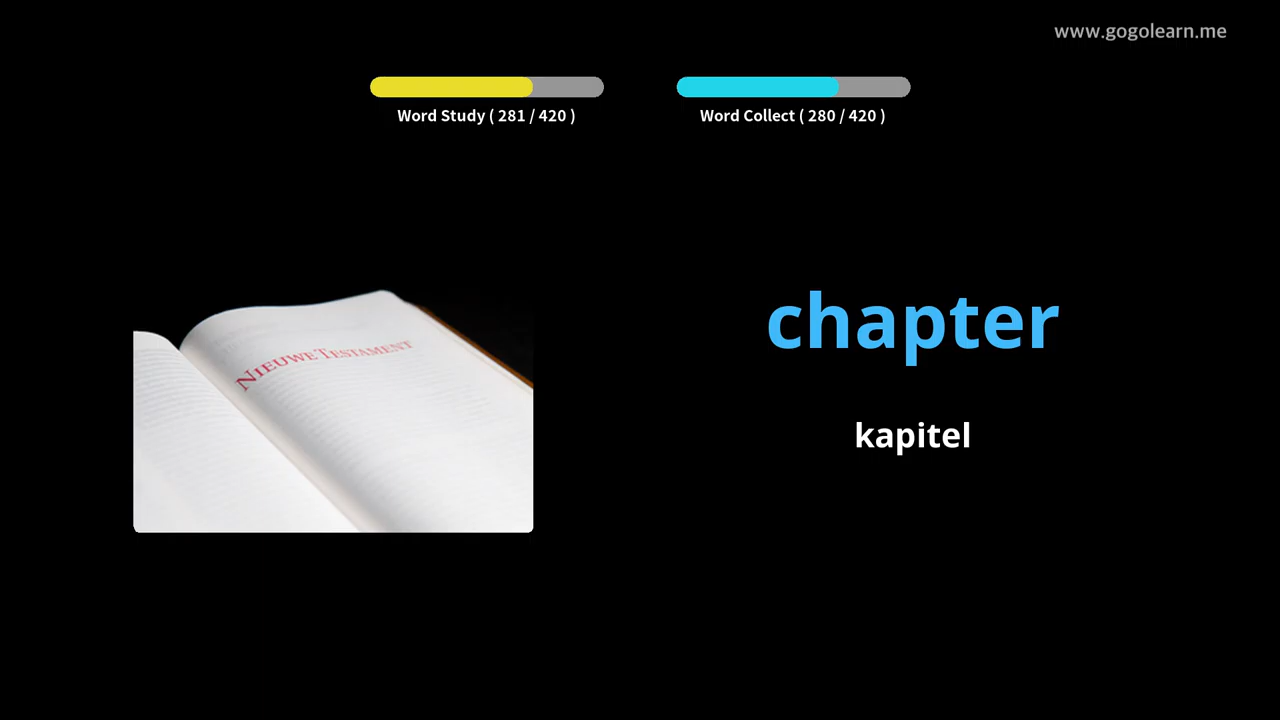 www.gogolearn.me
Word Study ( 281 / 420 )
Word Collect ( 280 / 420 )
chapter
kapitel
NIEUWE TESTAMENT